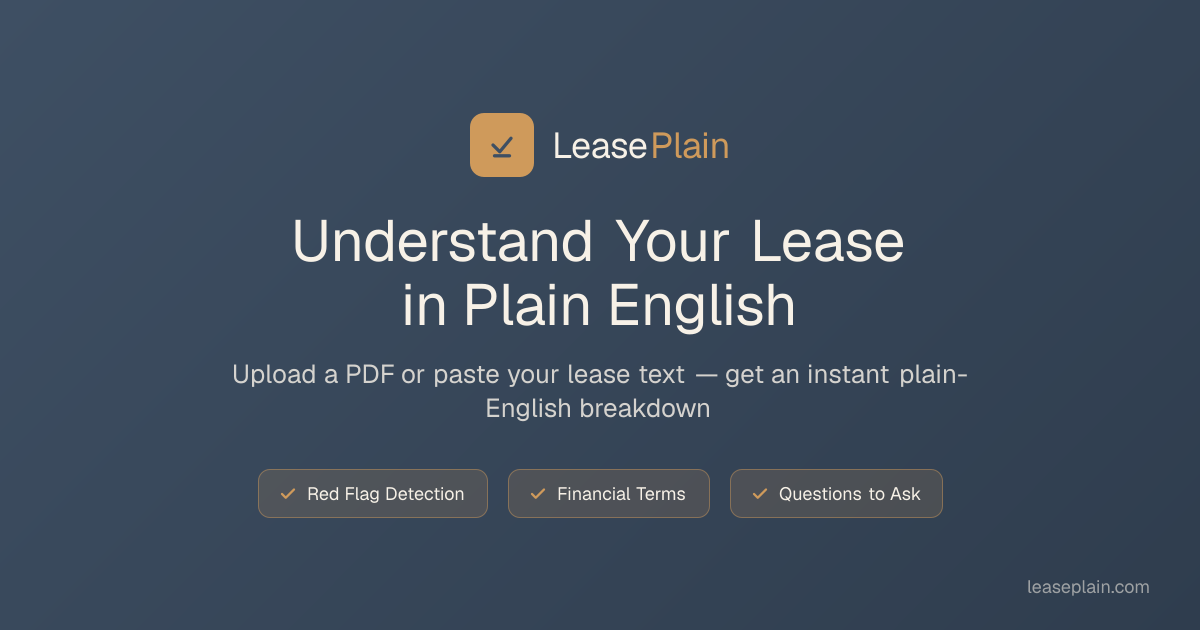 LeasePlain
Understand Your Lease
in Plain English
Upload a PDF or paste your lease text — get an instant plain-
English breakdown
Red Flag Detection
Financial Terms
Questions to Ask
leaseplain.com